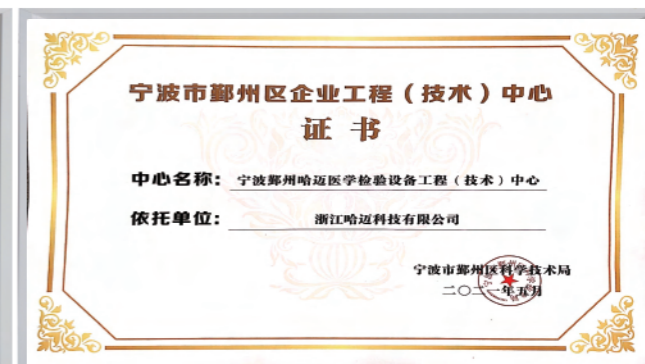 宁波市鄞州区企业工程（技术）中心
证书
中心名称：宁波鄞州哈迈医学检验设备工程（技术）中心
依托单位：浙江哈迈科技有限公司
宁波市鄞州区科学技术局
二〇二一年五月